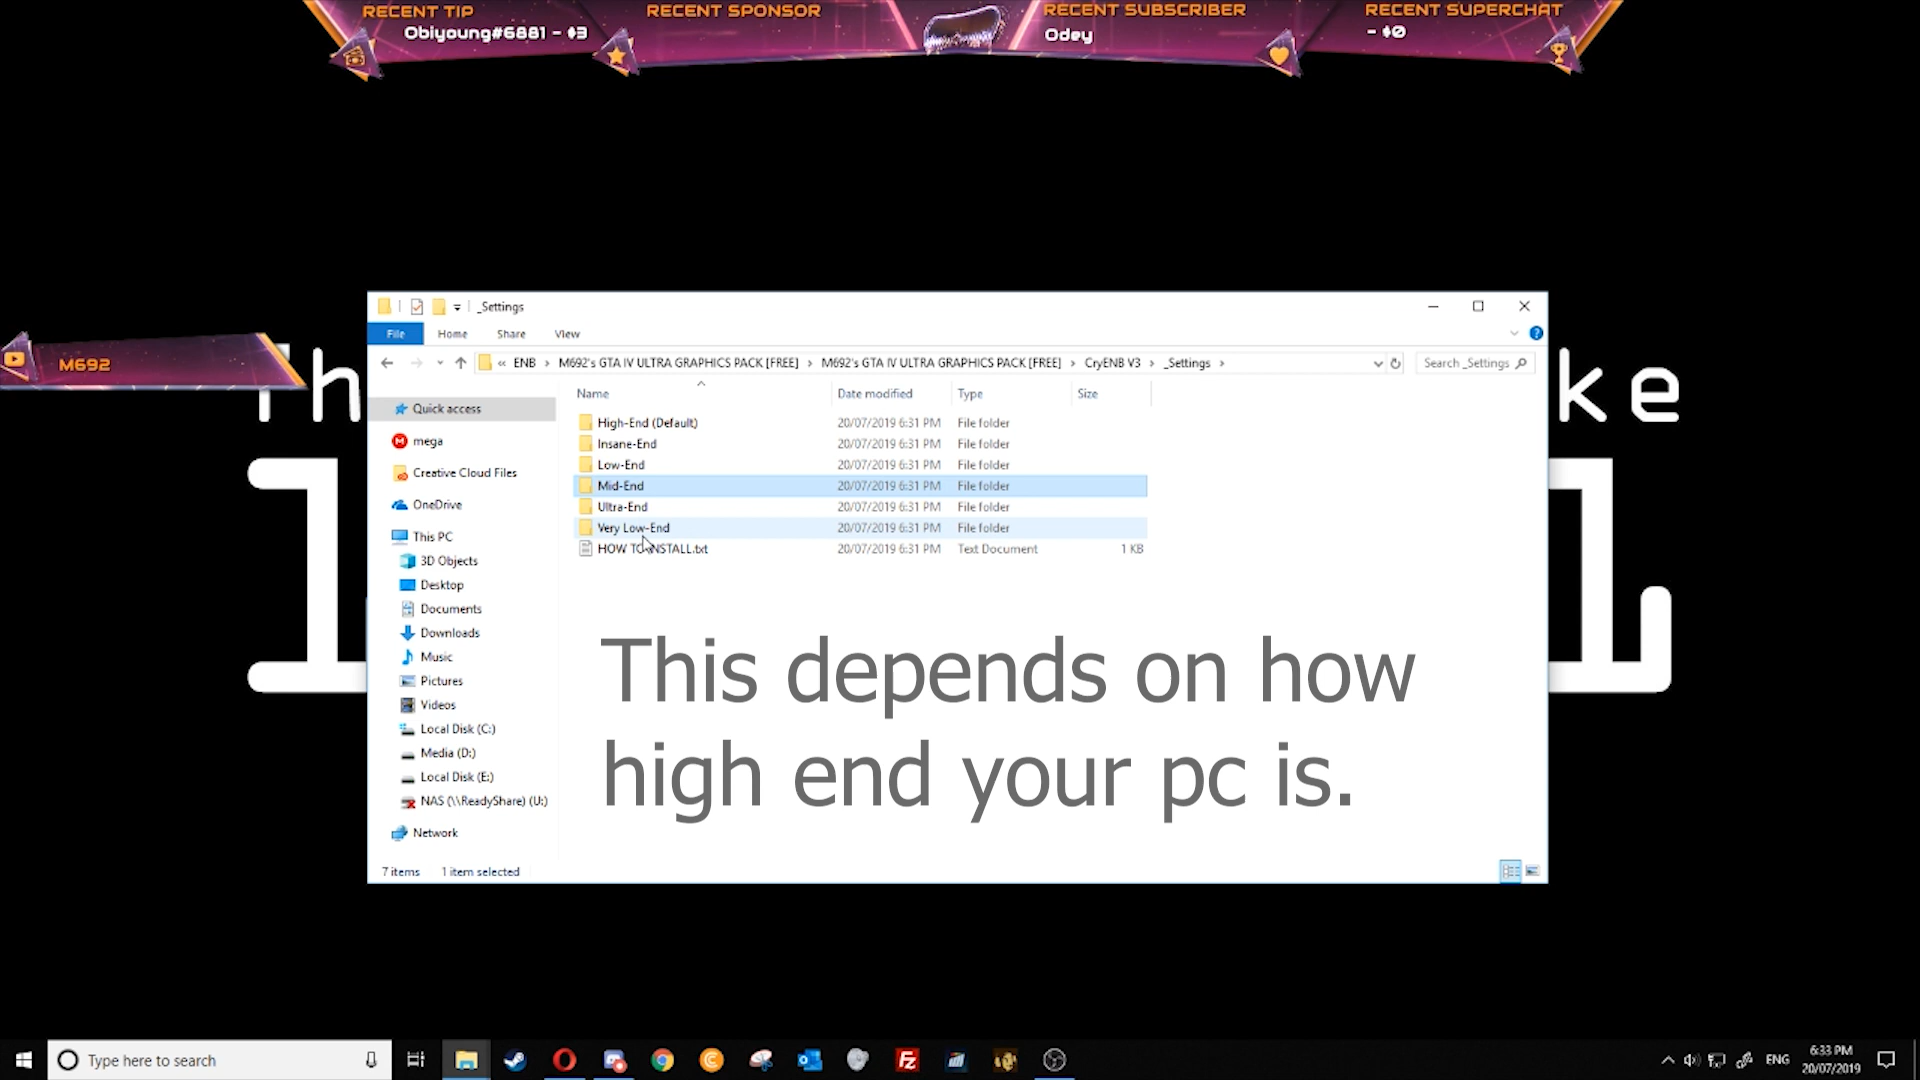 RECENT TIP
Obiyoung#6881 - $3
RECENT SPONSOR
RECENT SUBSCRIBER
Odey
RECENT SUPERCHAT
- $0
M692
Th
ke
_Settings
File Home Share View
« ENB › M692's GTA IV ULTRA GRAPHICS PACK [FREE] › M692's GTA IV ULTRA GRAPHICS PACK [FREE] › CryENB V3 › _Settings ›
Search _Settings
Name Date modified Type Size
High-End (Default) 20/07/2019 6:31 PM File folder
Insane-End 20/07/2019 6:31 PM File folder
Low-End 20/07/2019 6:31 PM File folder
Mid-End 20/07/2019 6:31 PM File folder
Ultra-End 20/07/2019 6:31 PM File folder
Very Low-End 20/07/2019 6:31 PM File folder
HOW TO INSTALL.txt 20/07/2019 6:31 PM Text Document 1 KB
Quick access
mega
Creative Cloud Files
OneDrive
This PC
3D Objects
Desktop
Documents
Downloads
Music
Pictures
Videos
Local Disk (C:)
Media (D:)
Local Disk (E:)
NAS (\\ReadyShare) (U:)
Network
This depends on how
high end your pc is.
7 items 1 item selected
Type here to search
ENG
6:33 PM
20/07/2019